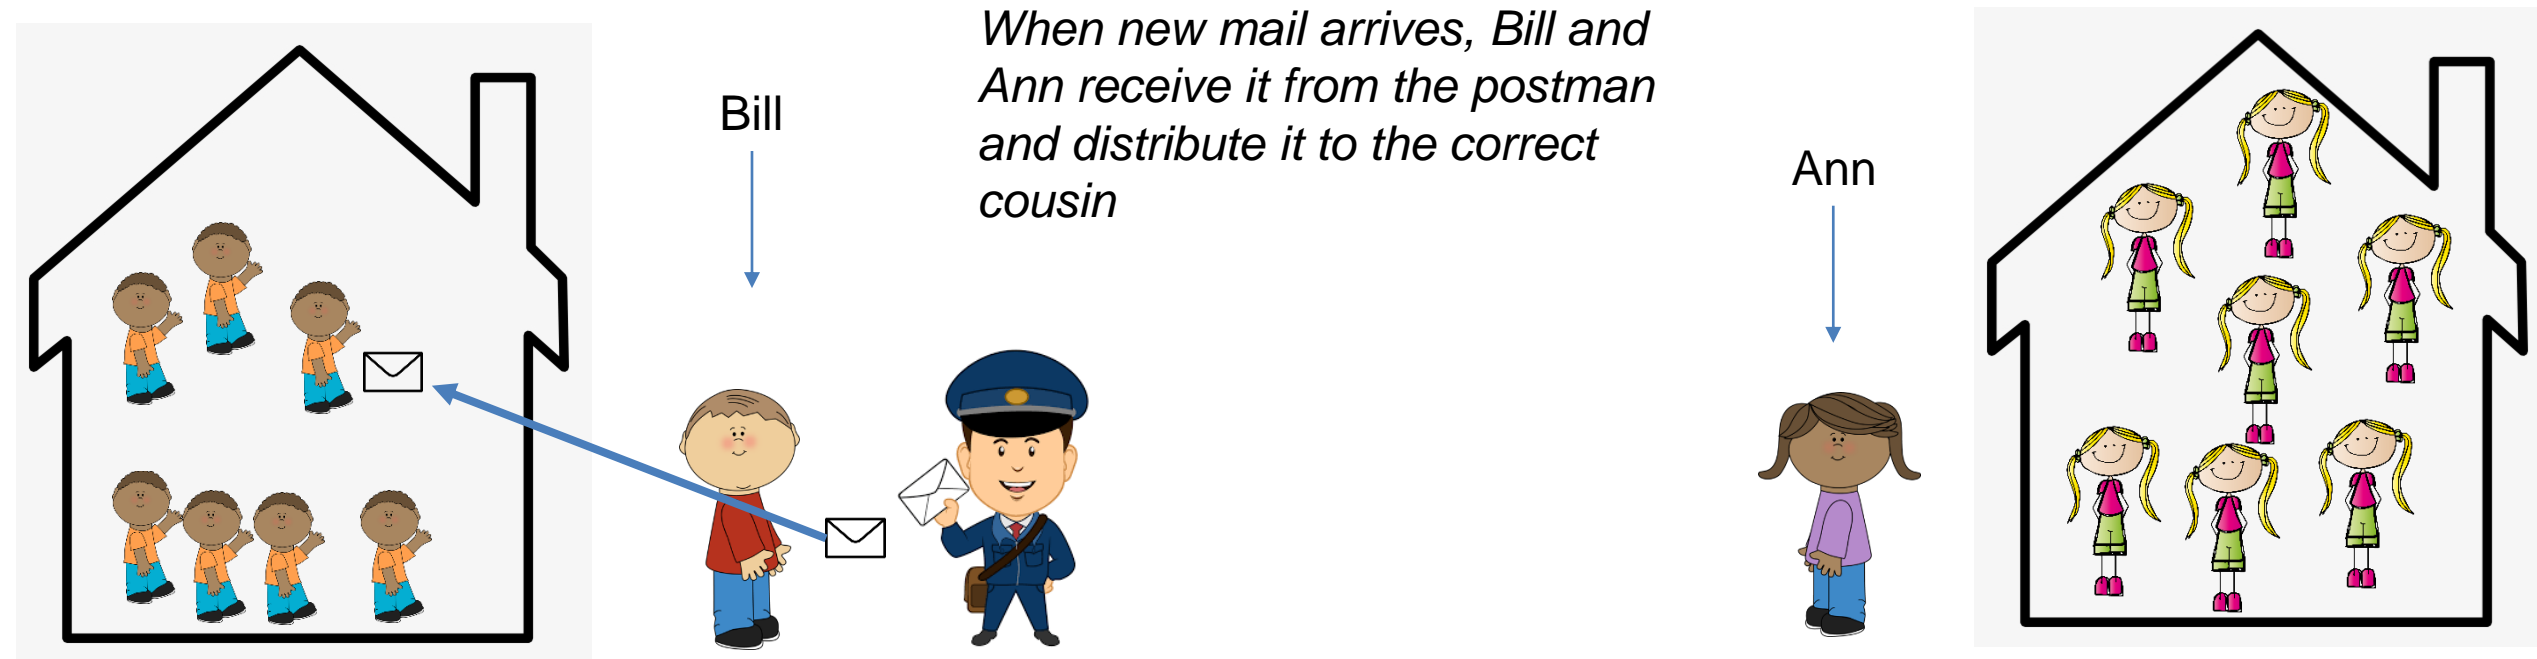 When new mail arrives, Bill and
Ann receive it from the postman
and distribute it to the correct
cousin
Bill
Ann